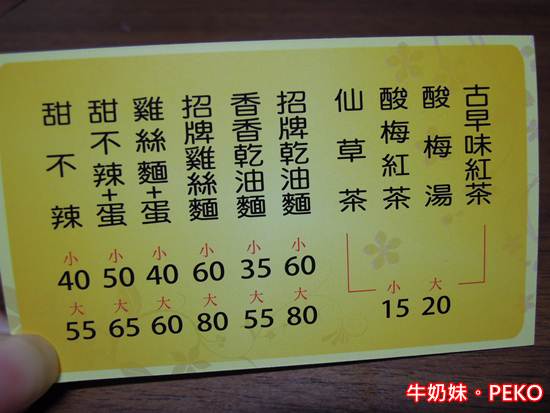 古早味紅茶
酸梅湯
酸梅紅茶
仙草茶
小 大
15 20
招牌乾油麵
小
60
大
80
香香乾油麵
小
35
大
55
招牌雞絲麵
小
60
大
80
雞絲麵+蛋
小
40
大
60
甜不辣+蛋
小
50
大
65
甜不辣
小
40
大
55
牛奶妹。PEKO